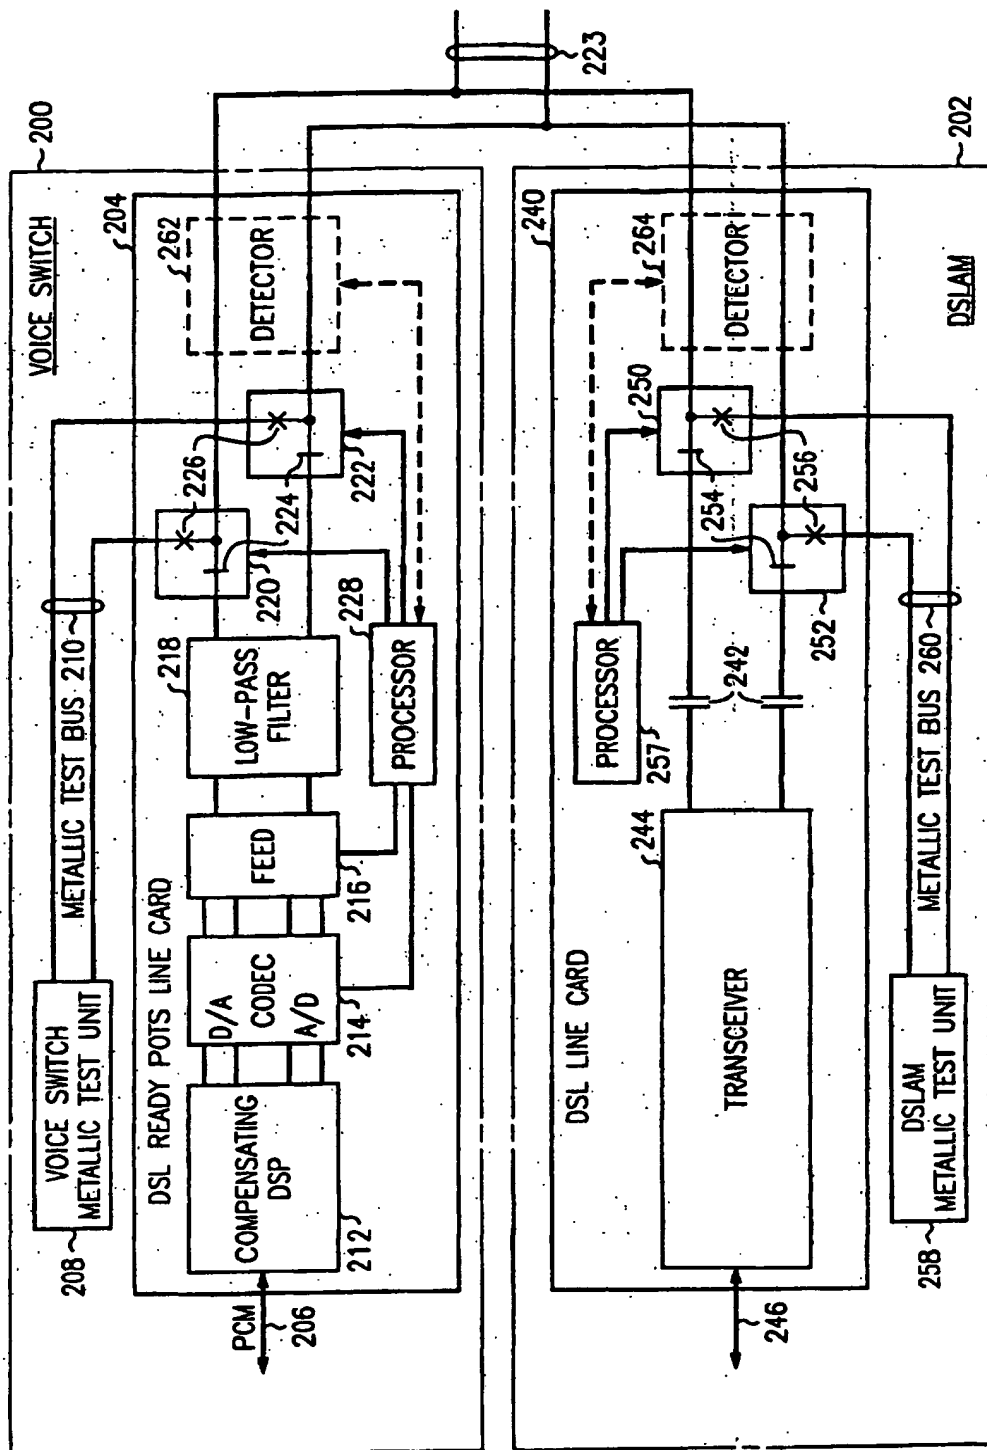 VOICE SWITCH
200
VOICE SWITCH
METALLIC TEST UNIT
208
METALLIC TEST BUS 210
DSL READY POTS LINE CARD
204
PCM
206
COMPENSATING
DSP
212
D/A
CODEC
A/D
214
FEED
216
LOW-PASS
FILTER
218
PROCESSOR
228
220
222
224
226
DETECTOR
262
223
DSLAM
202
DSL LINE CARD
240
TRANSCEIVER
244
246
242
PROCESSOR
257
250
252
254
256
DETECTOR
264
DSLAM
METALLIC TEST UNIT
258
METALLIC TEST BUS 260